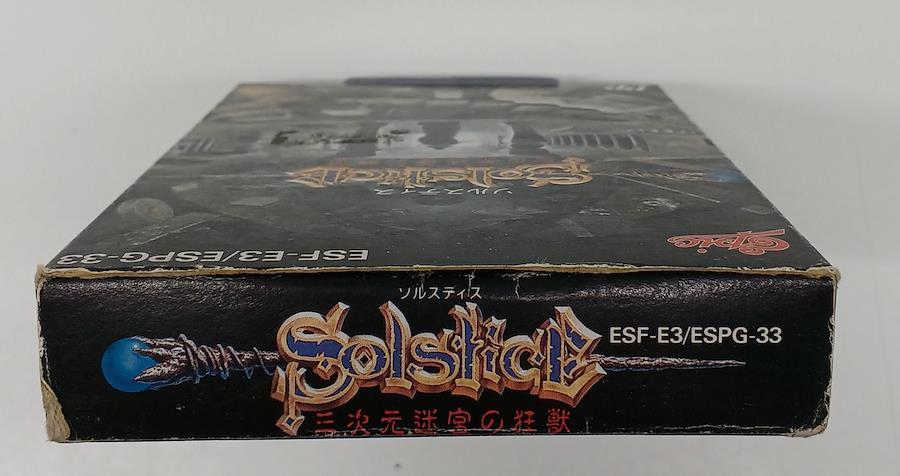 Solstice
ソルスティス
Epic
ESF-E3/ESPG-33
ソルスティス
Solstice
ESF-E3/ESPG-33
三次元迷宮の狂獣